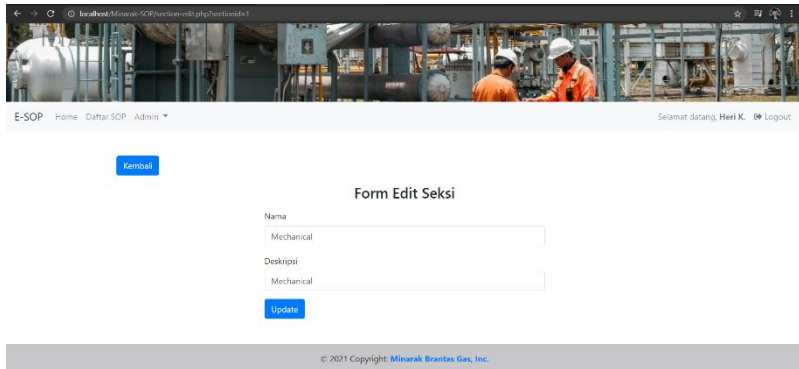 localhost/Minarak-SOP/section-edit.php?sectionid=1
E-SOP Home Daftar SOP Admin Selamat datang, Heri K. Logout
Kembali
Form Edit Seksi
Nama
Mechanical
Deskripsi
Mechanical
Update
© 2021 Copyright: Minarak Brantas Gas, Inc.